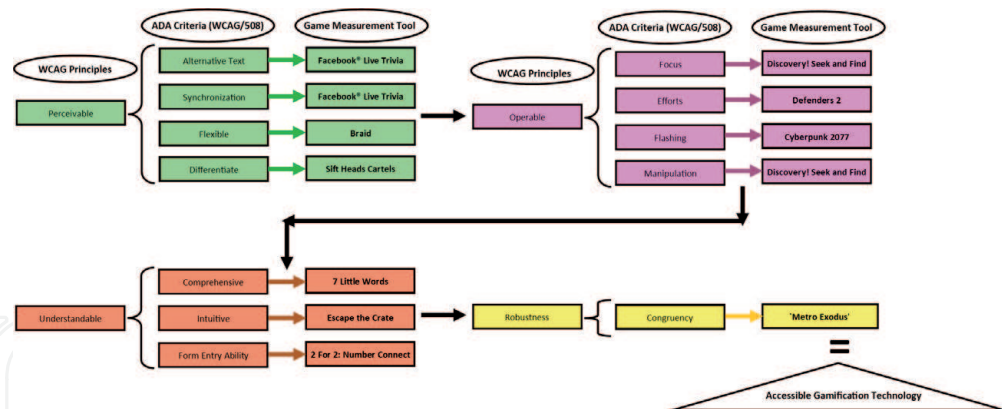 ADA Criteria (WCAG/508)
Game Measurement Tool
WCAG Principles
Perceivable
Alternative Text
Facebook® Live Trivia
Synchronization
Facebook® Live Trivia
Flexible
Braid
Differentiate
Sift Heads Cartels
ADA Criteria (WCAG/508)
Game Measurement Tool
WCAG Principles
Operable
Focus
Discovery! Seek and Find
Efforts
Defenders 2
Flashing
Cyberpunk 2077
Manipulation
Discovery! Seek and Find
Understandable
Comprehensive
7 Little Words
Intuitive
Escape the Crate
Form Entry Ability
2 For 2: Number Connect
Robustness
Congruency
'Metro Exodus'
=
Accessible Gamification Technology